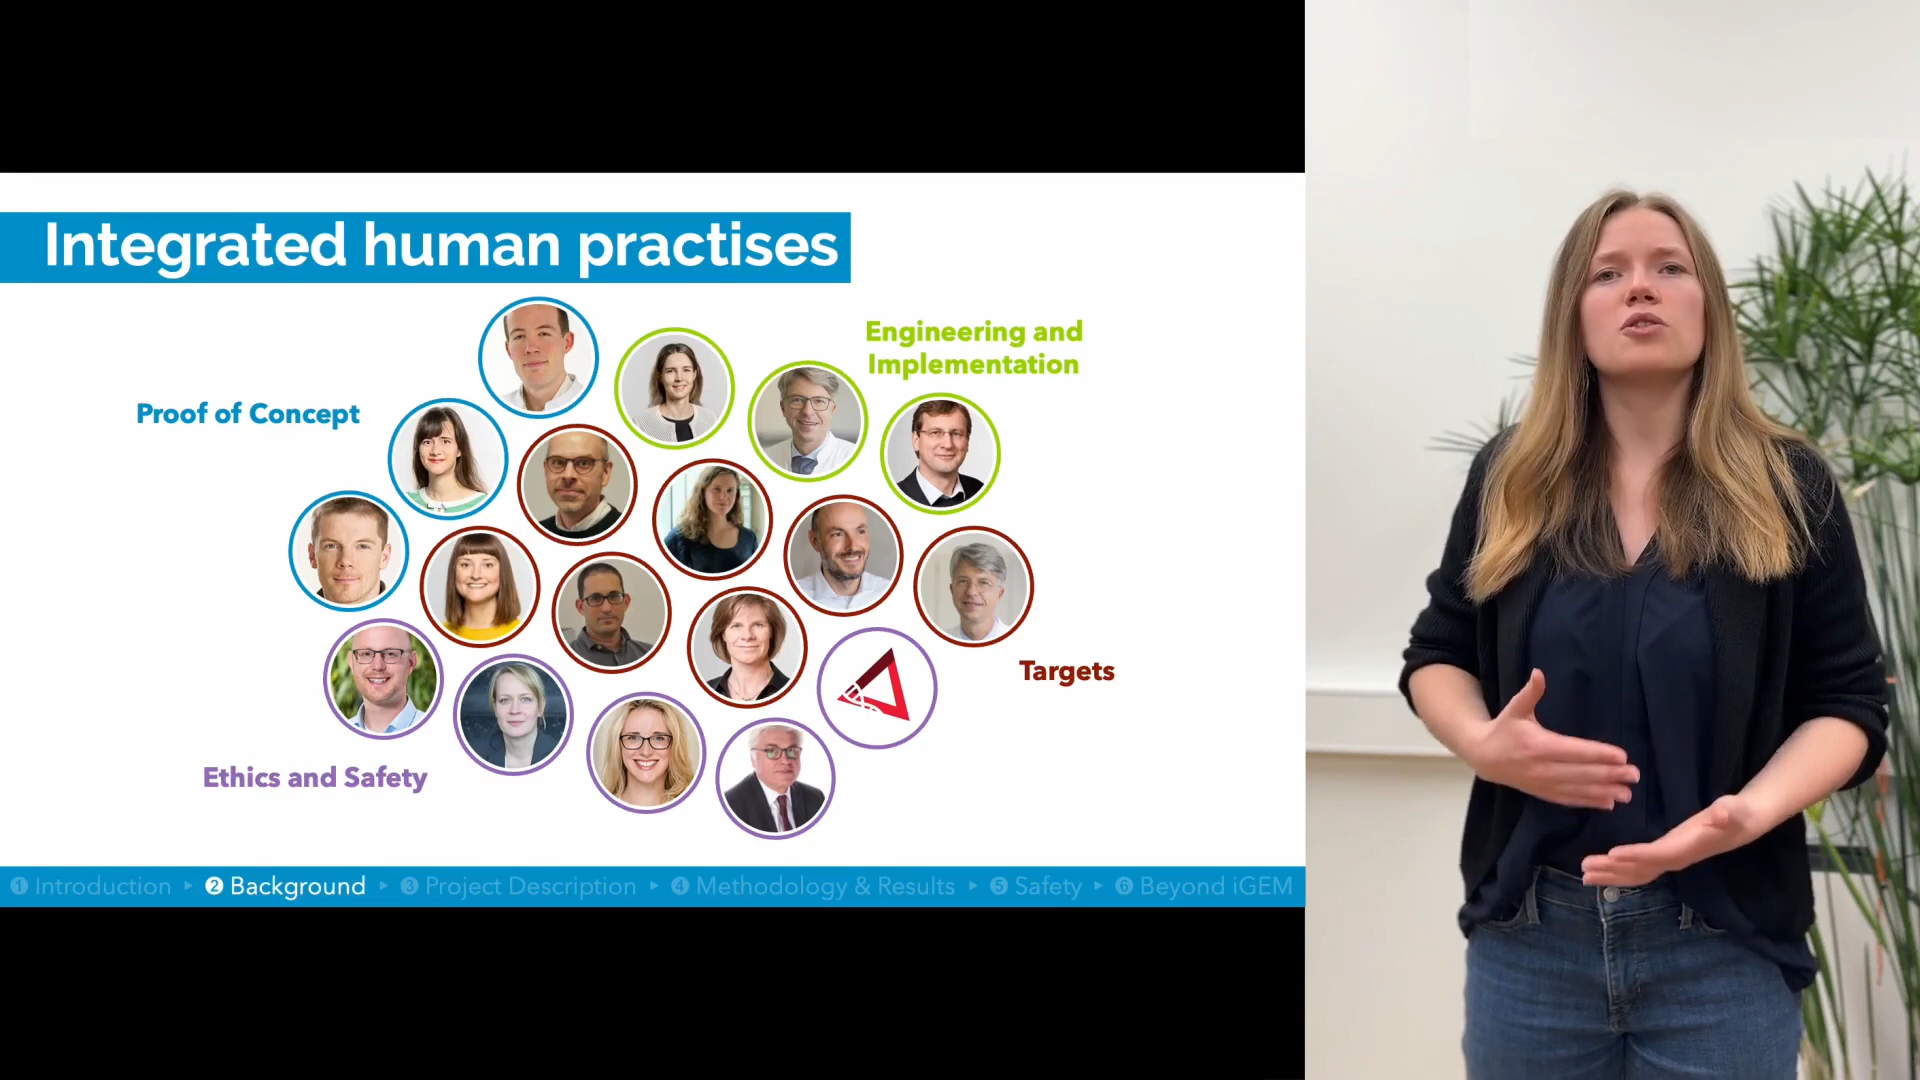 Integrated human practises
Engineering and
Implementation
Proof of Concept
Targets
Ethics and Safety
1 Introduction ▸ 2 Background ▸ 3 Project Description ▸ 4 Methodology & Results ▸ 5 Safety ▸ 6 Beyond iGEM